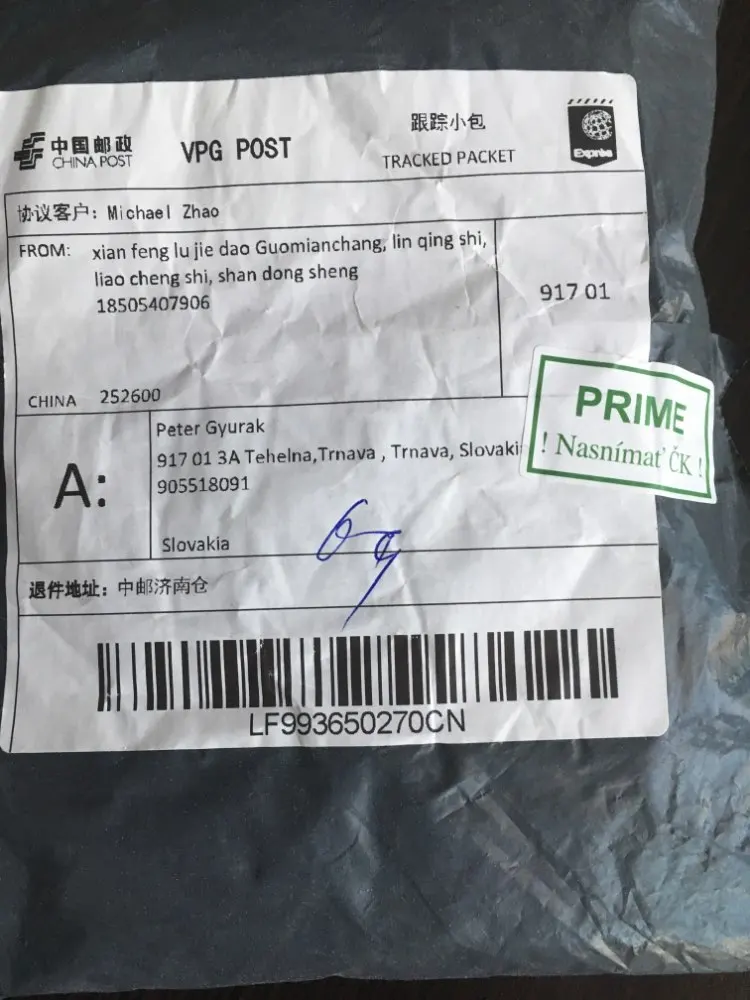 中国邮政
CHINA POST
VPG POST
跟踪小包
TRACKED PACKET
Express
协议客户: Michael Zhao
FROM: xian feng lu jie dao Guomianchang, lin qing shi,
liao cheng shi, shan dong sheng
18505407906
917 01
CHINA 252600
PRIME
! Nasnímať ČK !
A:
Peter Gyurak
917 01 3A Tehelna,Trnava , Trnava, Slovaki
905518091
Slovakia
退件地址: 中邮济南仓
LF993650270CN